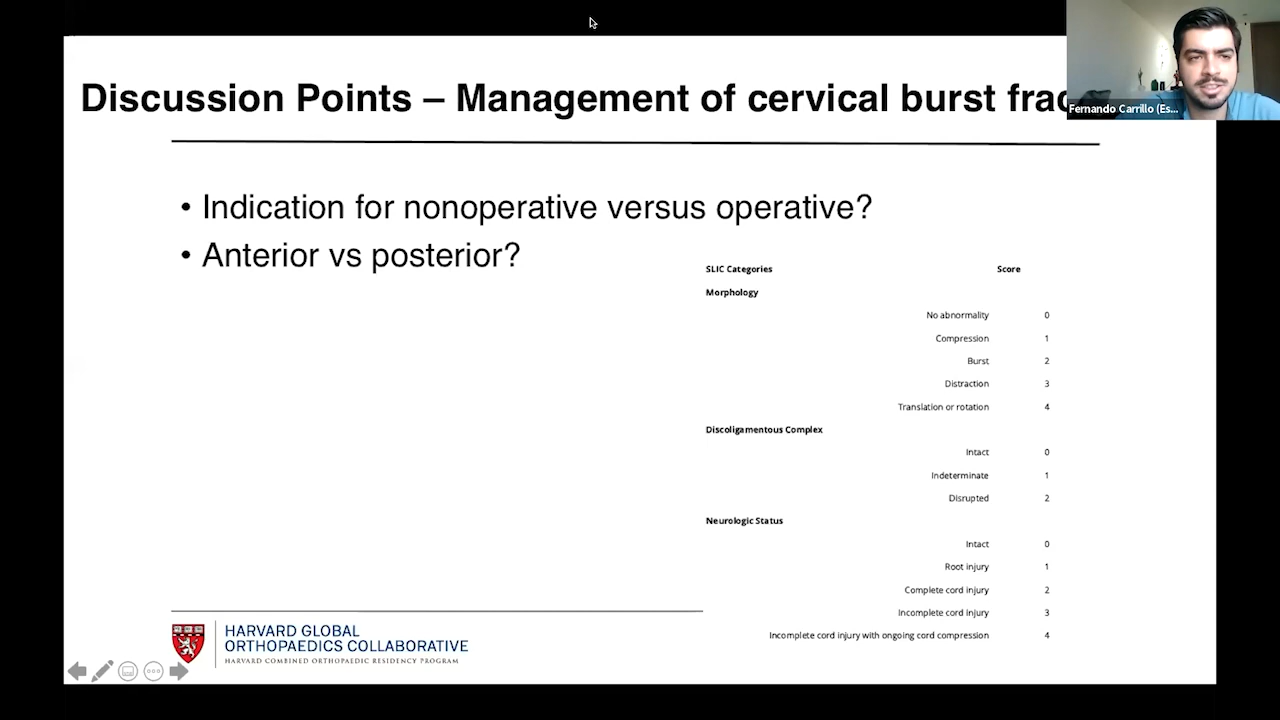 Discussion Points – Management of cervical burst frac
Fernando Carrillo (Es...
• Indication for nonoperative versus operative?
• Anterior vs posterior?
SLIC Categories Score
Morphology
No abnormality 0
Compression 1
Burst 2
Distraction 3
Translation or rotation 4
Discoligamentous Complex
Intact 0
Indeterminate 1
Disrupted 2
Neurologic Status
Intact 0
Root injury 1
Complete cord injury 2
Incomplete cord injury 3
Incomplete cord injury with ongoing cord compression 4
HARVARD GLOBAL
ORTHOPAEDICS COLLABORATIVE
HARVARD COMBINED ORTHOPAEDIC RESIDENCY PROGRAM